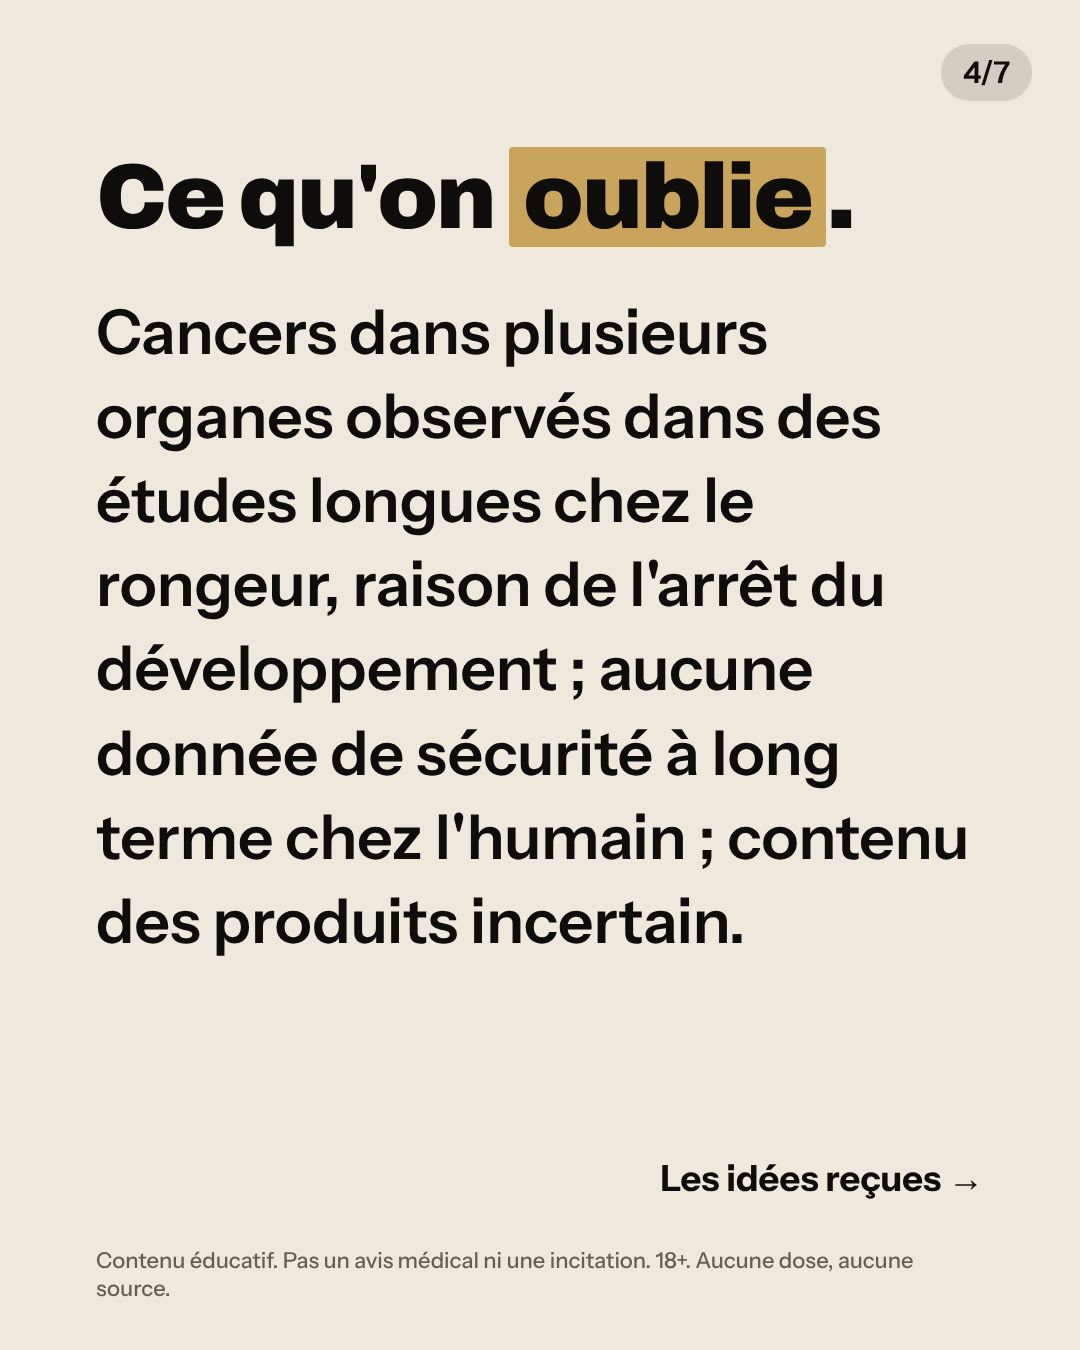 4/7
Ce qu'on oublie.
Cancers dans plusieurs
organes observés dans des
études longues chez le
rongeur, raison de l'arrêt du
développement ; aucune
donnée de sécurité à long
terme chez l'humain ; contenu
des produits incertain.
Les idées reçues →
Contenu éducatif. Pas un avis médical ni une incitation. 18+. Aucune dose, aucune
source.